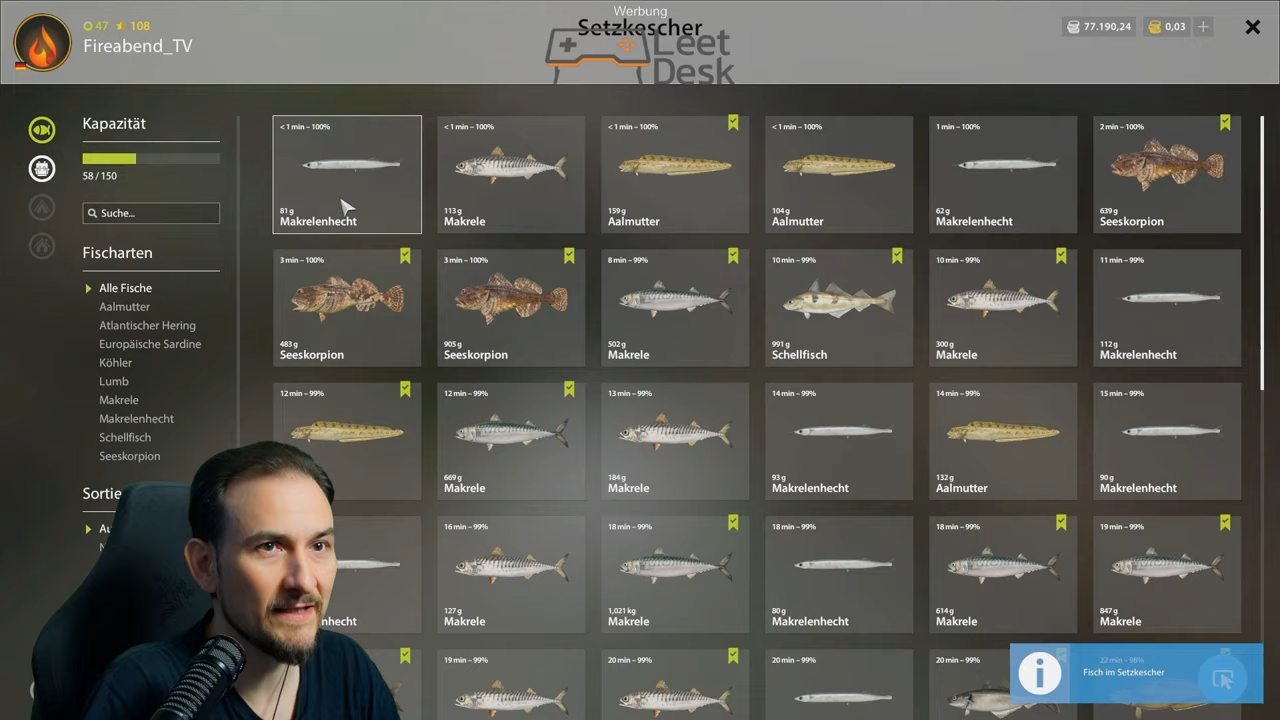 Werbung
Setzkescher
Leet
Desk
47 108
Fireabend_TV
77.190,24
0,03
Kapazität
58 / 150
Suche...
Fischarten
Alle Fische
Aalmutter
Atlantischer Hering
Europäische Sardine
Köhler
Lumb
Makrele
Makrelenhecht
Schellfisch
Seeskorpion
Sortie
Au
< 1 min – 100%
81 g
Makrelenhecht
< 1 min – 100%
113 g
Makrele
< 1 min – 100%
159 g
Aalmutter
< 1 min – 100%
104 g
Aalmutter
1 min – 100%
62 g
Makrelenhecht
2 min – 100%
639 g
Seeskorpion
3 min – 100%
483 g
Seeskorpion
3 min – 100%
905 g
Seeskorpion
8 min – 99%
502 g
Makrele
10 min – 99%
991 g
Schellfisch
10 min – 99%
300 g
Makrele
11 min – 99%
112 g
Makrelenhecht
12 min – 99%
12 min – 99%
669 g
Makrele
13 min – 99%
184 g
Makrele
14 min – 99%
93 g
Makrelenhecht
14 min – 99%
132 g
Aalmutter
15 min – 99%
90 g
Makrelenhecht
nhecht
16 min – 99%
127 g
Makrele
18 min – 99%
1,021 kg
Makrele
18 min – 99%
80 g
Makrelenhecht
18 min – 99%
614 g
Makrele
19 min – 99%
847 g
Makrele
19 min – 99%
20 min – 99%
20 min – 99%
20 min – 99%
22 min – 98%
Fisch im Setzkescher